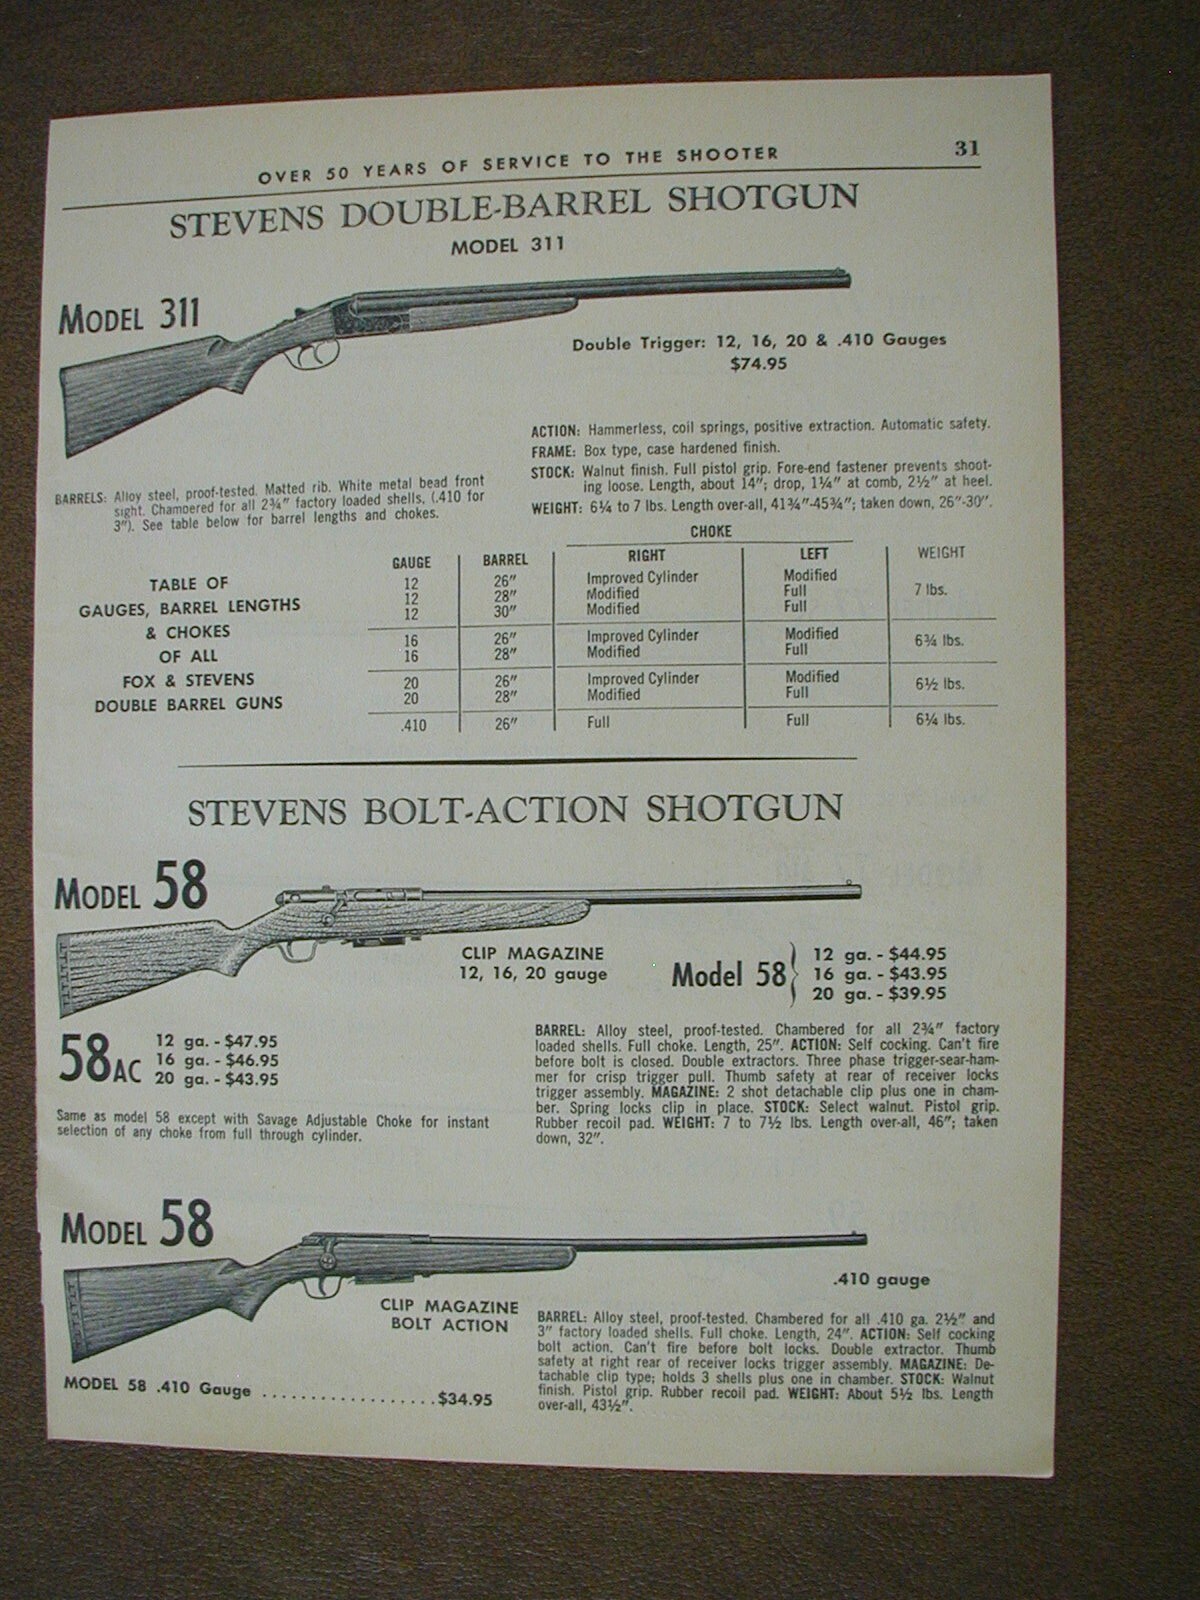 OVER 50 YEARS OF SERVICE TO THE SHOOTER
31
STEVENS DOUBLE-BARREL SHOTGUN
MODEL 311
MODEL 311
Double Trigger: 12, 16, 20 & .410 Gauges
$74.95
BARRELS: Alloy steel, proof-tested. Matted rib. White metal bead front
sight. Chambered for all 2¾" factory loaded shells, (.410 for
3"). See table below for barrel lengths and chokes.
ACTION: Hammerless, coil springs, positive extraction. Automatic safety.
FRAME: Box type, case hardened finish.
STOCK: Walnut finish. Full pistol grip. Fore-end fastener prevents shoot-
ing loose. Length, about 14"; drop, 1¼" at comb, 2½" at heel.
WEIGHT: 6¼ to 7 lbs. Length over-all, 41¾"-45¾"; taken down, 26"-30".
TABLE OF
GAUGES, BARREL LENGTHS
& CHOKES
OF ALL
FOX & STEVENS
DOUBLE BARREL GUNS
CHOKE
GAUGE BARREL RIGHT LEFT WEIGHT
12 26" Improved Cylinder Modified
12 28" Modified Full 7 lbs.
12 30" Modified Full
16 26" Improved Cylinder Modified 6¾ lbs.
16 28" Modified Full
20 26" Improved Cylinder Modified 6½ lbs.
20 28" Modified Full
.410 26" Full Full 6¼ lbs.
STEVENS BOLT-ACTION SHOTGUN
MODEL 58
CLIP MAGAZINE
12, 16, 20 gauge
Model 58
12 ga. - $44.95
16 ga. - $43.95
20 ga. - $39.95
58AC
12 ga. - $47.95
16 ga. - $46.95
20 ga. - $43.95
Same as model 58 except with Savage Adjustable Choke for instant
selection of any choke from full through cylinder.
BARREL: Alloy steel, proof-tested. Chambered for all 2¾" factory
loaded shells. Full choke. Length, 25". ACTION: Self cocking. Can't fire
before bolt is closed. Double extractors. Three phase trigger-sear-ham-
mer for crisp trigger pull. Thumb safety at rear of receiver locks
trigger assembly. MAGAZINE: 2 shot detachable clip plus one in cham-
ber. Spring locks clip in place. STOCK: Select walnut. Pistol grip.
Rubber recoil pad. WEIGHT: 7 to 7½ lbs. Length over-all, 46"; taken
down, 32".
MODEL 58
CLIP MAGAZINE
BOLT ACTION
.410 gauge
MODEL 58 .410 Gauge ..............$34.95
BARREL: Alloy steel, proof-tested. Chambered for all .410 ga. 2½" and
3" factory loaded shells. Full choke. Length, 24". ACTION: Self cocking
bolt action. Can't fire before bolt locks. Double extractor. Thumb
safety at right rear of receiver locks trigger assembly. MAGAZINE: De-
tachable clip type; holds 3 shells plus one in chamber. STOCK: Walnut
finish. Pistol grip. Rubber recoil pad. WEIGHT: About 5½ lbs. Length
over-all, 43½".